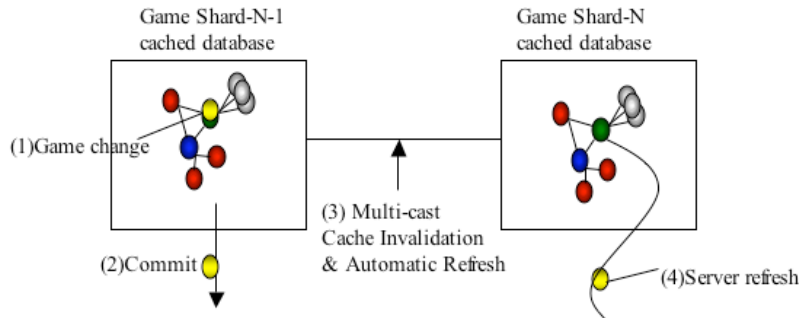 Game Shard-N-1
cached database
Game Shard-N
cached database
(1)Game change
(2)Commit
(3) Multi-cast
Cache Invalidation
& Automatic Refresh
(4)Server refresh